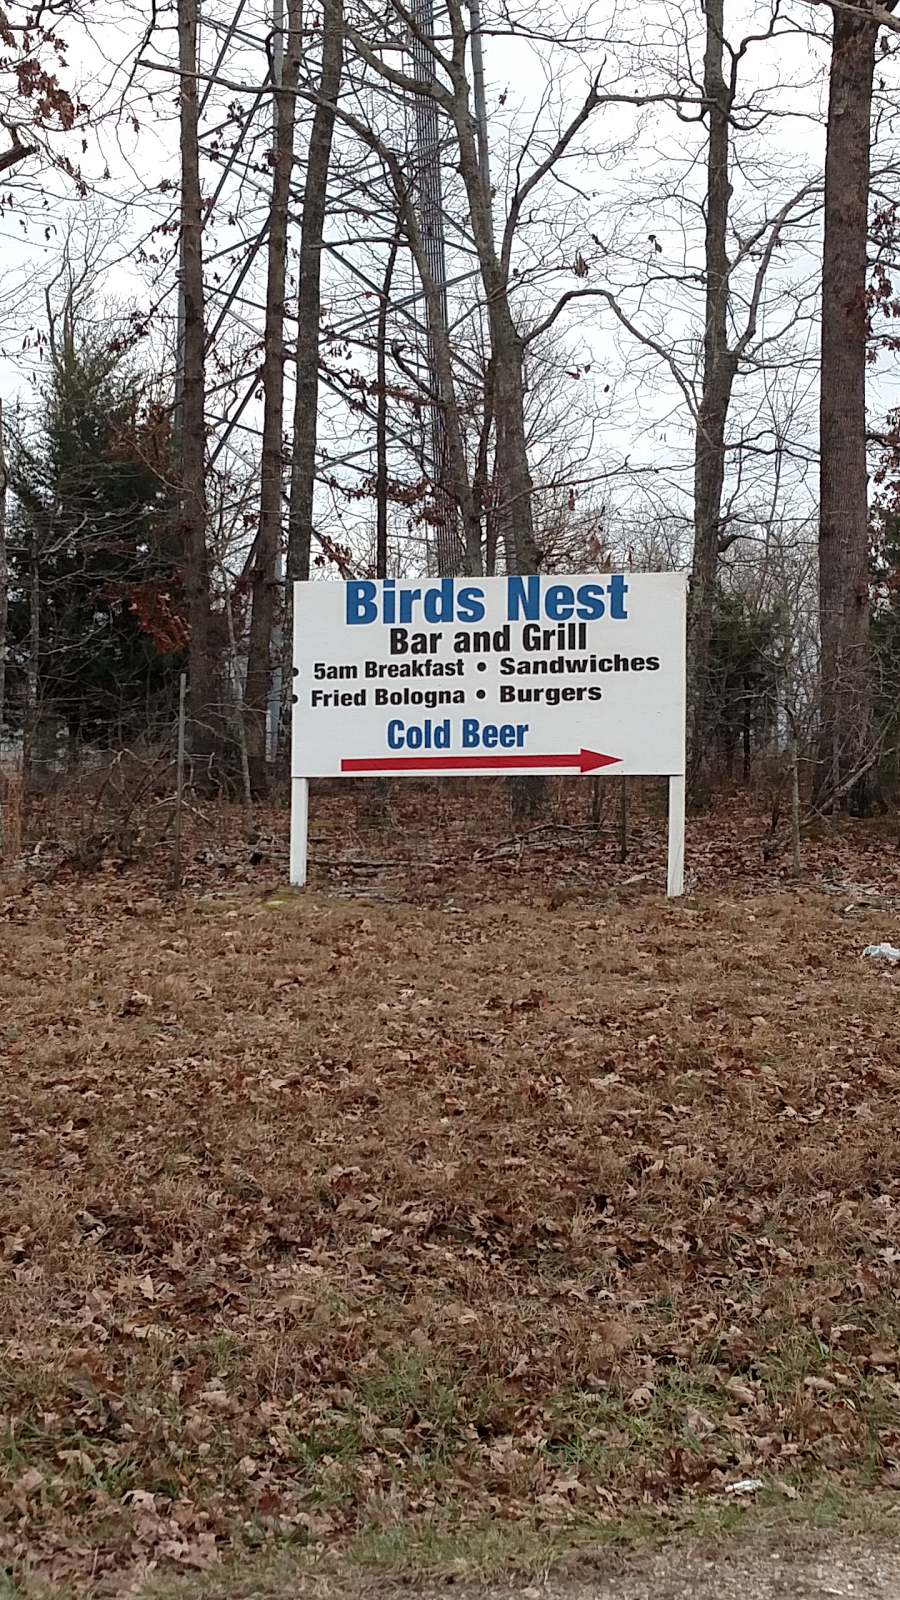 Birds Nest
Bar and Grill
• 5am Breakfast • Sandwiches
• Fried Bologna • Burgers
Cold Beer